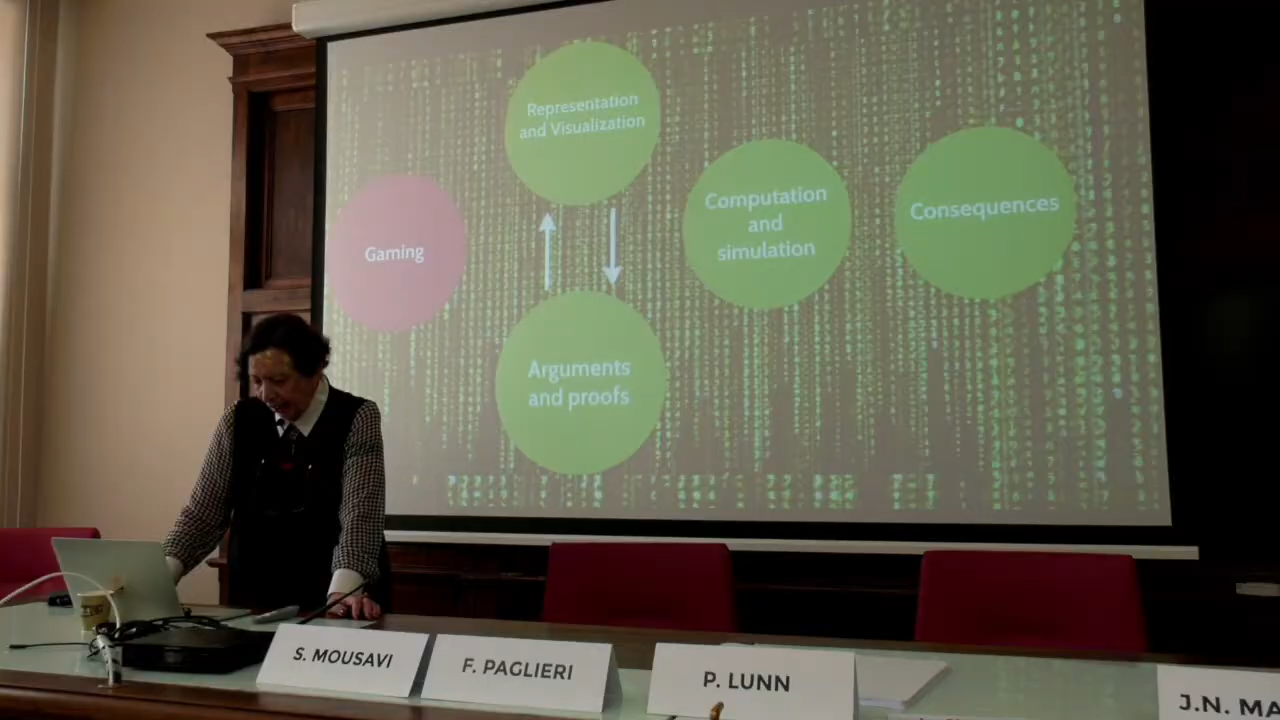 Representation
and Visualization
Gaming
Computation
and
simulation
Consequences
Arguments
and proofs
S. MOUSAVI
F. PAGLIERI
P. LUNN
J.N. MA